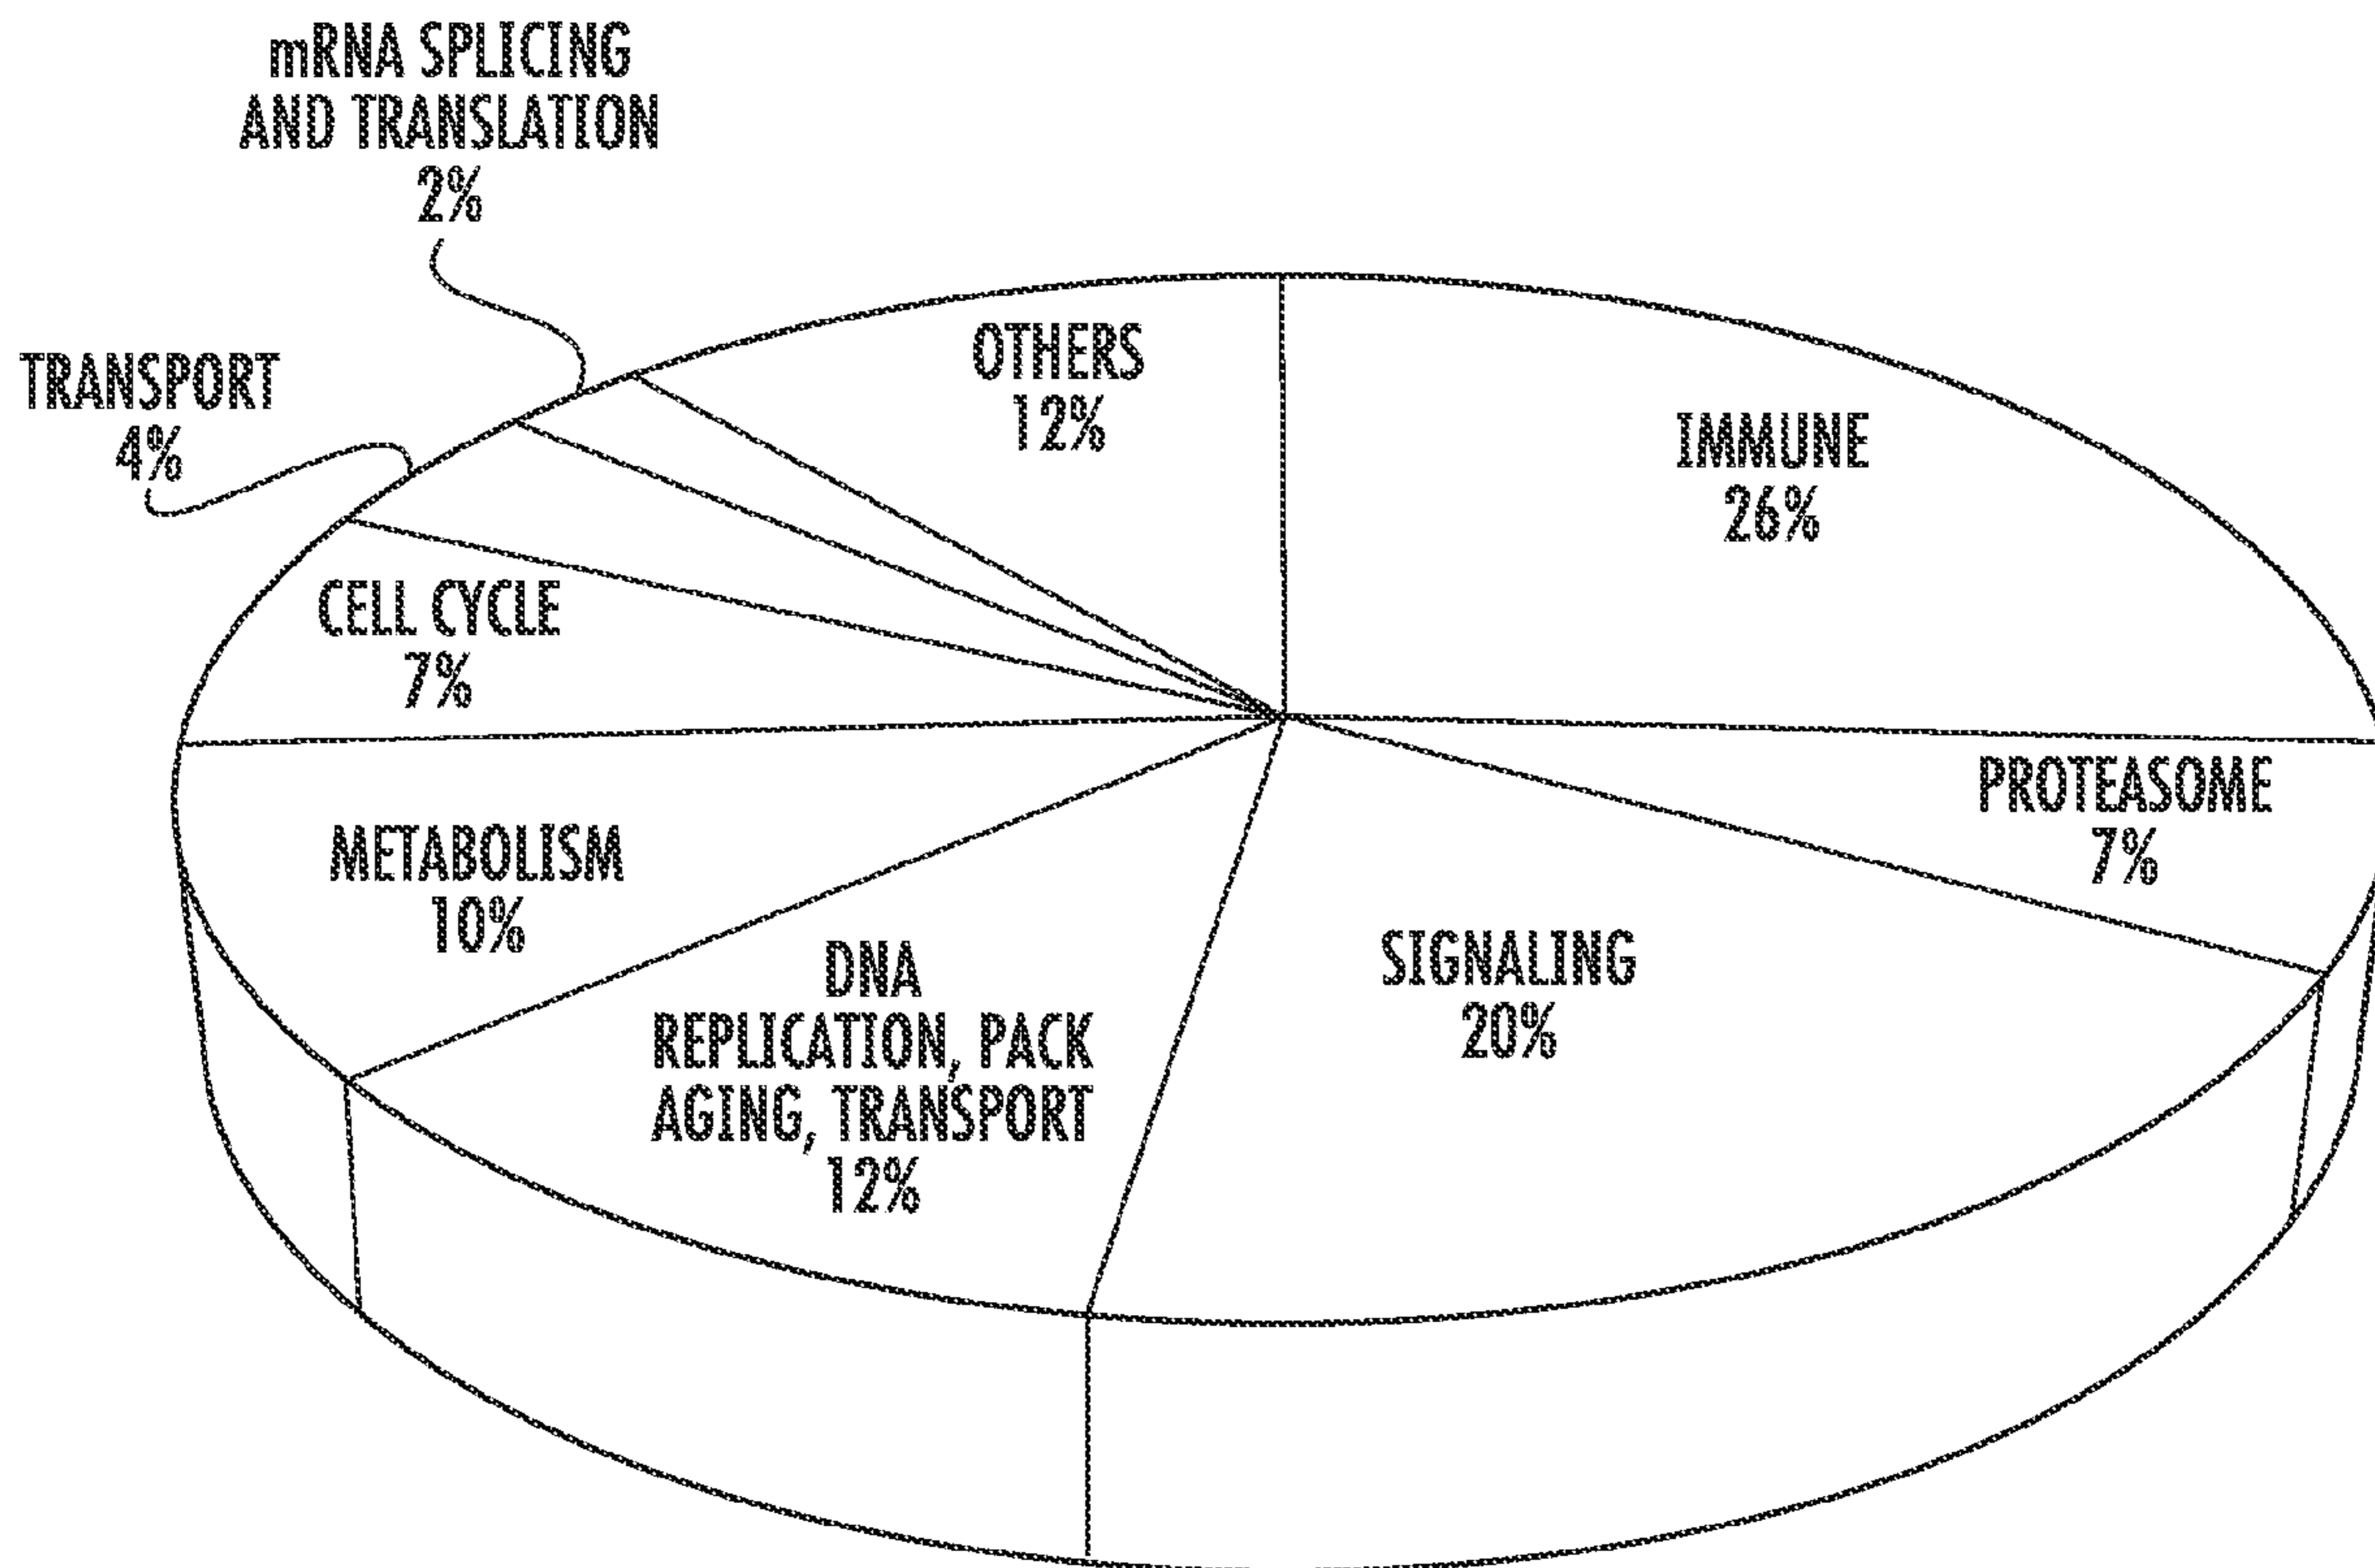 mRNA SPLICING
AND TRANSLATION
2%
TRANSPORT
4%
OTHERS
12%
IMMUNE
26%
CELL CYCLE
7%
PROTEASOME
7%
METABOLISM
10%
SIGNALING
20%
DNA
REPLICATION, PACK
AGING, TRANSPORT
12%